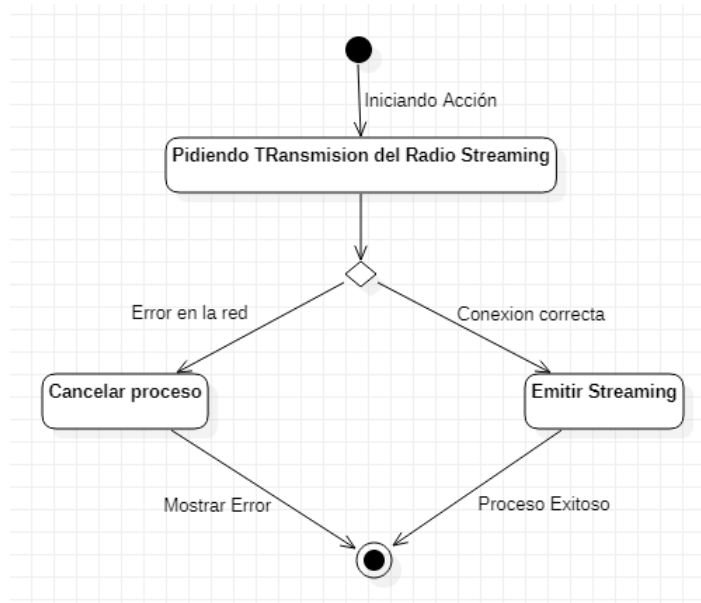 Iniciando Acción
Pidiendo TRansmision del Radio Streaming
Error en la red
Conexion correcta
Cancelar proceso
Emitir Streaming
Mostrar Error
Proceso Exitoso